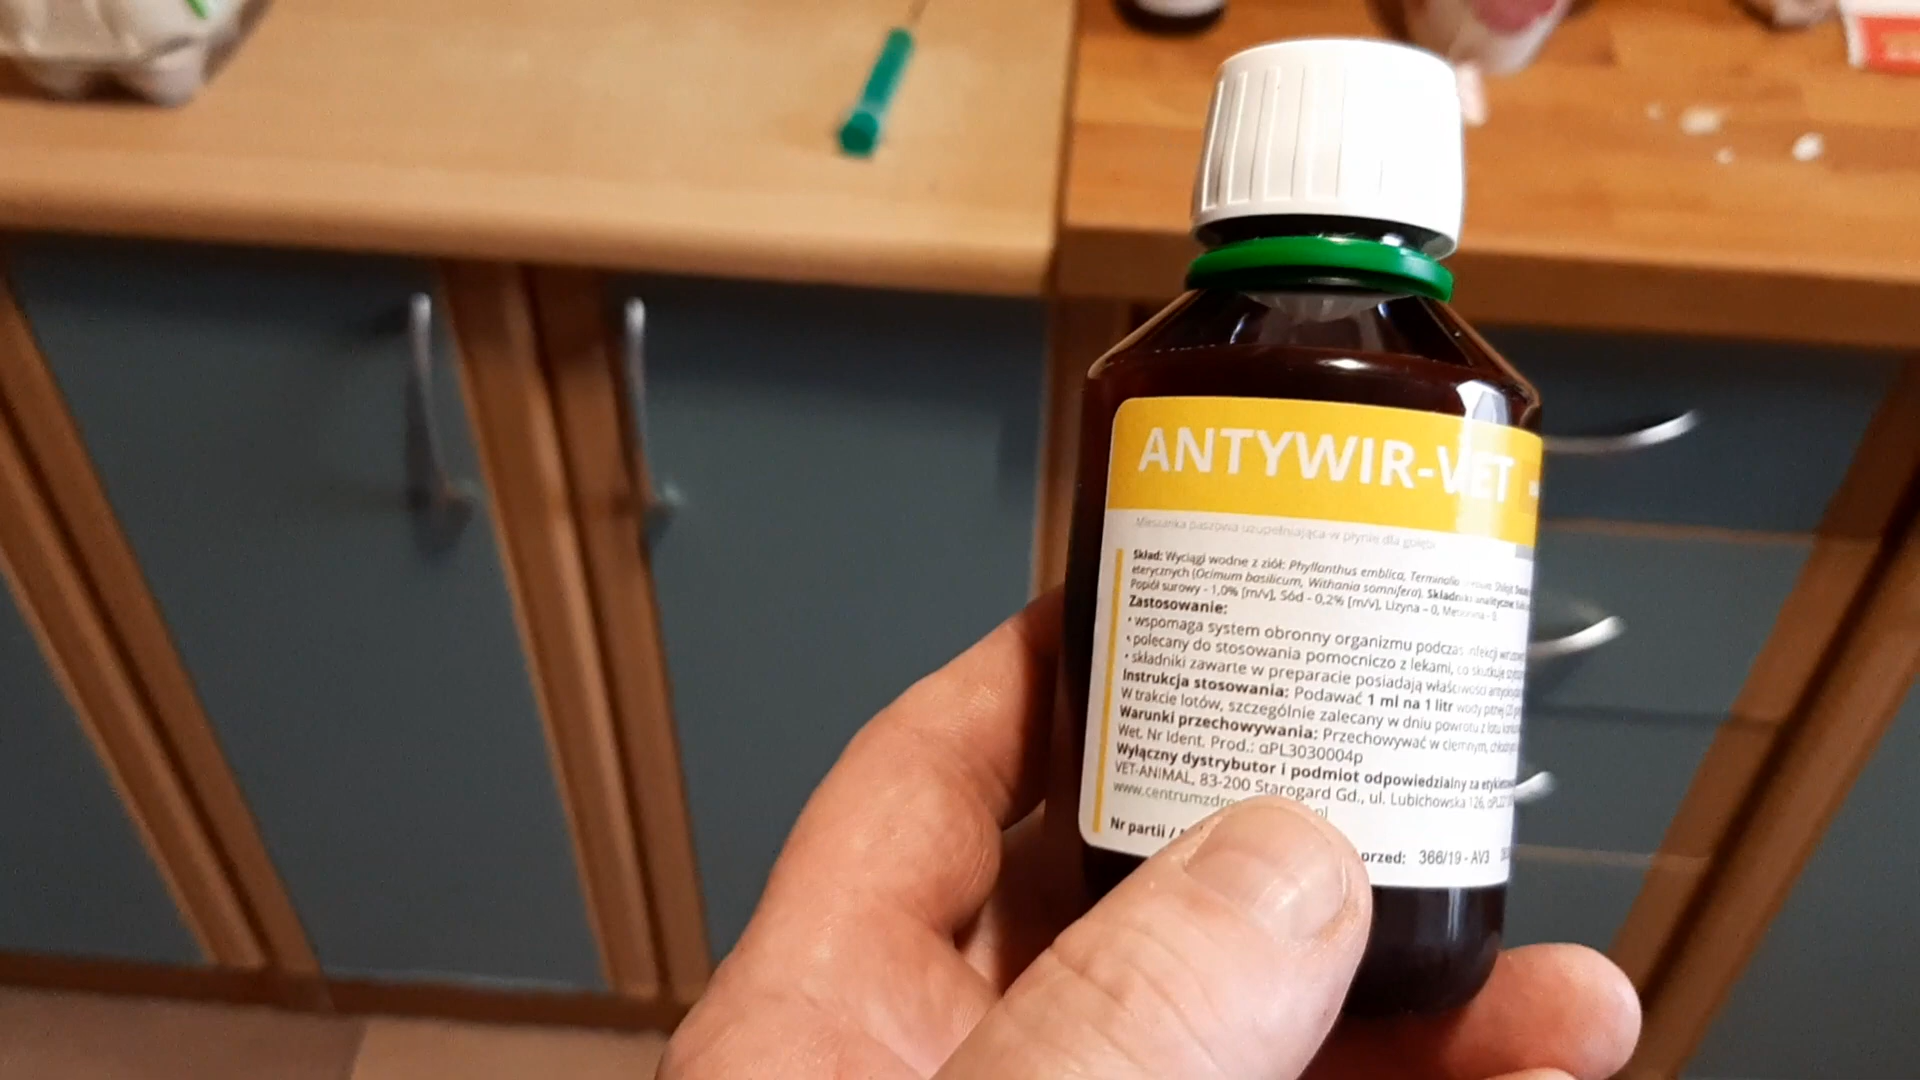 ANTYWIR-VET
Mieszanka paszowa uzupełniająca w płynie dla gołębi
Skład: Wyciągi wodne z ziół: Phyllanthus emblica, Terminalia
eterycznych (Ocimum basilicum, Withania somnifera). Składniki analityczne:
Popiół surowy - 1,0% [m/v], Sód - 0,2% [m/v], Lizyna - 0, Metionina -
Zastosowanie:
• wspomaga system obronny organizmu podczas infekcji
• polecany do stosowania pomocniczo z lekami, co skutkuje
• składniki zawarte w preparacie posiadają właściwości
Instrukcja stosowania: Podawać 1 ml na 1 litr wody pitnej
W trakcie lotów, szczególnie zalecany w dniu powrotu z lotu
Warunki przechowywania: Przechowywać w ciemnym,
Wet. Nr Ident. Prod.: αPL3030004p
Wyłączny dystrybutor i podmiot odpowiedzialny za
VET-ANIMAL, 83-200 Starogard Gd., ul. Lubichowska 126,
www.centrumzdro
Nr partii / przed: 366/19 - AV3